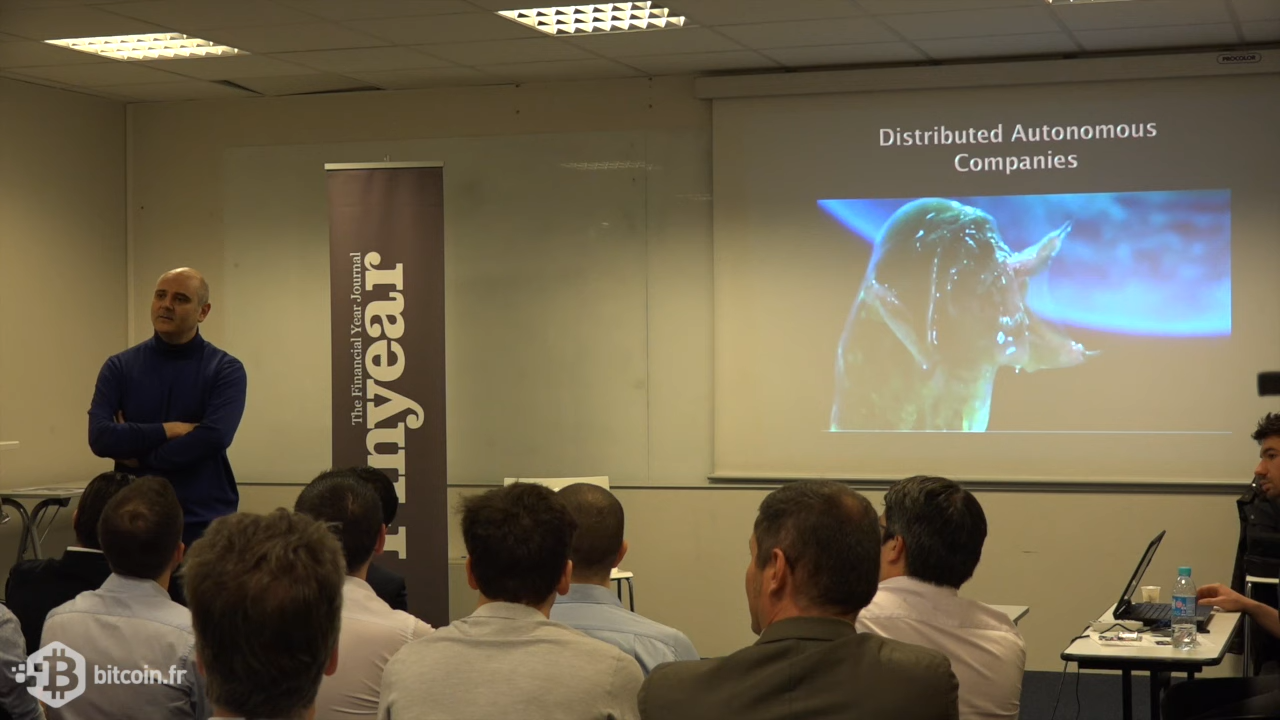 PROCOLOR
Distributed Autonomous
Companies
The Financial Year Journal
Finyear
bitcoin.fr